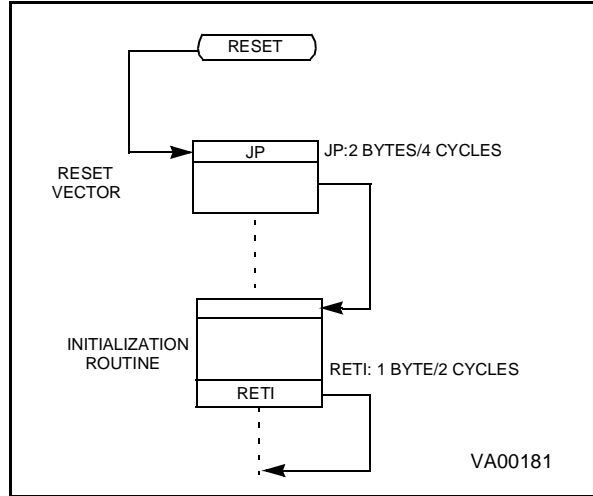 RESET
JP
JP:2 BYTES/4 CYCLES
RESET
VECTOR
INITIALIZATION
ROUTINE
RETI: 1 BYTE/2 CYCLES
RETI
VA00181